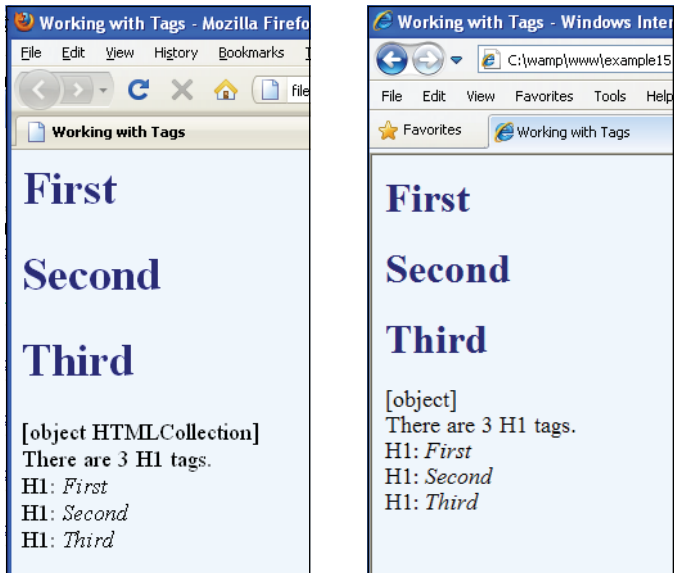 Working with Tags - Mozilla Firefo
File Edit View History Bookmarks
file
Working with Tags
First
Second
Third
[object HTMLCollection]
There are 3 H1 tags.
H1: First
H1: Second
H1: Third
Working with Tags - Windows Inter
C:\wamp\www\example15
File Edit View Favorites Tools Help
Favorites Working with Tags
First
Second
Third
[object]
There are 3 H1 tags.
H1: First
H1: Second
H1: Third